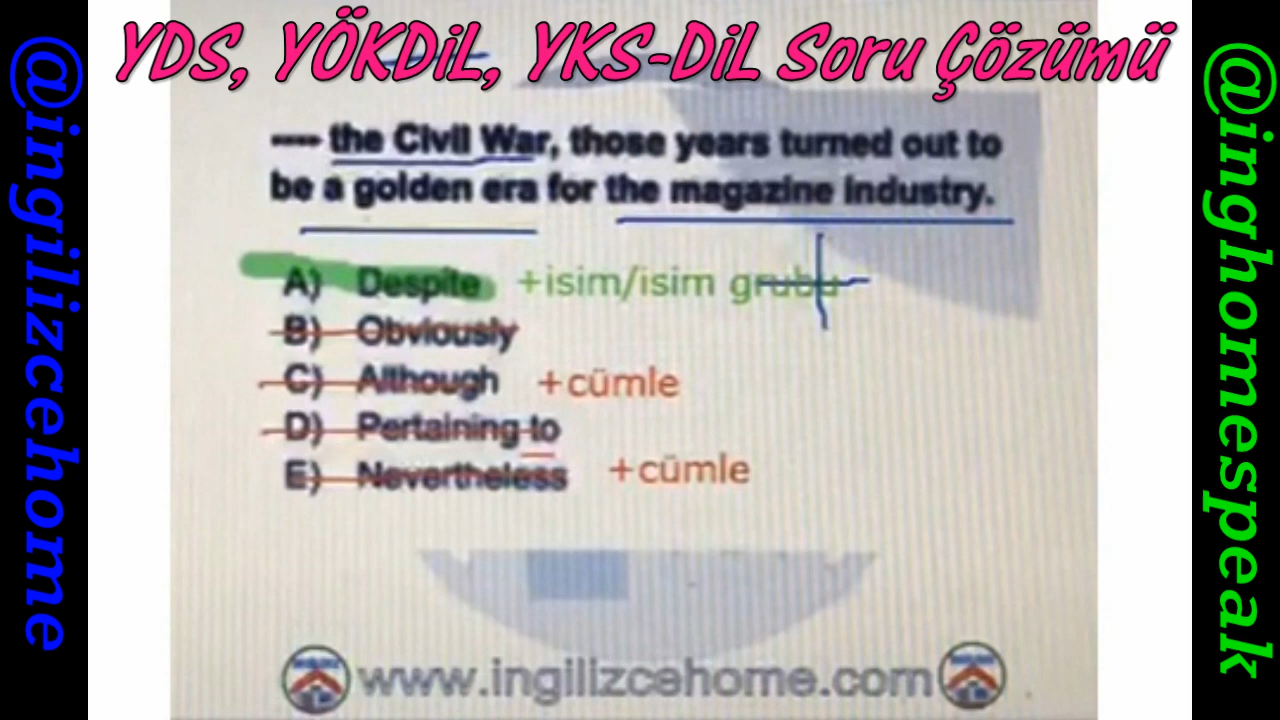 YDS, YÖKDiL, YKS-DiL Soru Çözümü
@ingilizcehome
---- the Civil War, those years turned out to
be a golden era for the magazine industry.
A) Despite +isim/isim grubu
B) Obviously
C) Although +cümle
D) Pertaining to
E) Nevertheless +cümle
www.ingilizcehome.com
@inghomespeak